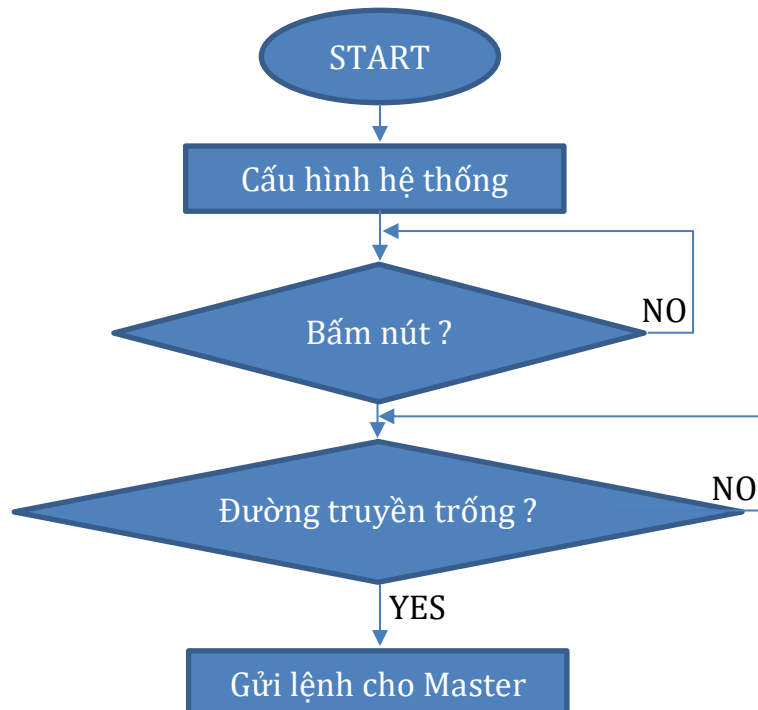 START
Cấu hình hệ thống
NO
Bấm nút ?
NO
Đường truyền trống ?
YES
Gửi lệnh cho Master